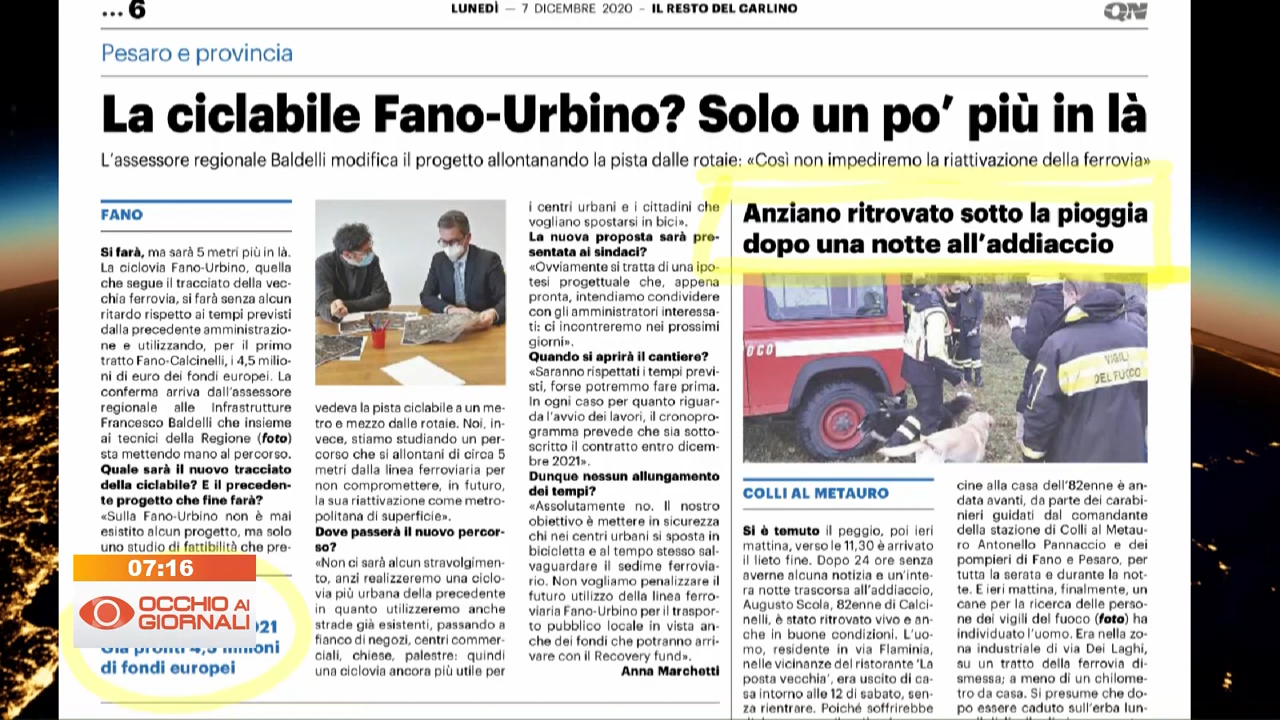 ... 6
LUNEDÌ — 7 DICEMBRE 2020 – IL RESTO DEL CARLINO
QN
Pesaro e provincia
La ciclabile Fano-Urbino? Solo un po’ più in là
L’assessore regionale Baldelli modifica il progetto allontanando la pista dalle rotaie: «Così non impediremo la riattivazione della ferrovia»
FANO
Si farà, ma sarà 5 metri più in là.
La ciclovia Fano-Urbino, quella
che segue il tracciato della vec-
chia ferrovia, si farà senza alcun
ritardo rispetto ai tempi previsti
dalla precedente amministrazio-
ne e utilizzando, per il primo
tratto Fano-Calcinelli, i 4,5 milio-
ni di euro dei fondi europei. La
conferma arriva dall’assessore
regionale alle Infrastrutture
Francesco Baldelli che insieme
ai tecnici della Regione (foto)
sta mettendo mano al percorso.
Quale sarà il nuovo tracciato
della ciclabile? E il preceden-
te progetto che fine farà?
«Sulla Fano-Urbino non è mai
esistito alcun progetto, ma solo
uno studio di fattibilità che pre-
07:16
OCCHIO AI
GIORNALI
021
Già pronti 4,5 milioni
di fondi europei
vedeva la pista ciclabile a un me-
tro e mezzo dalle rotaie. Noi, in-
vece, stiamo studiando un per-
corso che si allontani di circa 5
metri dalla linea ferroviaria per
non compromettere, in futuro,
la sua riattivazione come metro-
politana di superficie».
Dove passerà il nuovo percor-
so?
«Non ci sarà alcun stravolgimen-
to, anzi realizzeremo una ciclo-
via più urbana della precedente
in quanto utilizzeremo anche
strade già esistenti, passando a
fianco di negozi, centri commer-
ciali, chiese, palestre: quindi
una ciclovia ancora più utile per
i centri urbani e i cittadini che
vogliano spostarsi in bici».
La nuova proposta sarà pre-
sentata ai sindaci?
«Ovviamente si tratta di una ipo-
tesi progettuale che, appena
pronta, intendiamo condividere
con gli amministratori interessa-
ti: ci incontreremo nei prossimi
giorni».
Quando si aprirà il cantiere?
«Saranno rispettati i tempi previ-
sti, forse potremmo fare prima.
In ogni caso per quanto riguar-
da l’avvio dei lavori, il cronopro-
gramma prevede che sia sotto-
scritto il contratto entro dicem-
bre 2021».
Dunque nessun allungamento
dei tempi?
«Assolutamente no. Il nostro
obiettivo è mettere in sicurezza
chi nei centri urbani si sposta in
bicicletta e al tempo stesso sal-
vaguardare il sedime ferrovia-
rio. Non vogliamo penalizzare il
futuro utilizzo della linea ferro-
viaria Fano-Urbino per il traspor-
to pubblico locale in vista an-
che dei fondi che potranno arri-
vare con il Recovery fund».
Anna Marchetti
Anziano ritrovato sotto la pioggia
dopo una notte all’addiaccio
OCO
VIGILI
DEL FUOCO
COLLI AL METAURO
Si è temuto il peggio, poi ieri
mattina, verso le 11,30 è arrivato
il lieto fine. Dopo 24 ore senza
averne alcuna notizia e un’inte-
ra notte trascorsa all’addiaccio,
Augusto Scola, 82enne di Calci-
nelli, è stato ritrovato vivo e an-
che in buone condizioni. L’uo-
mo, residente in via Flaminia,
nelle vicinanze del ristorante ‘La
posta vecchia’, era uscito di ca-
sa intorno alle 12 di sabato, sen-
za rientrare. Poiché soffrirebbe
cine alla casa dell’82enne è an-
data avanti, da parte dei carabi-
nieri guidati dal comandante
della stazione di Colli al Metau-
ro Antonello Pannaccio e dei
pompieri di Fano e Pesaro, per
tutta la serata e durante la not-
te. E ieri mattina, finalmente, un
cane per la ricerca delle perso-
ne dei vigili del fuoco (foto) ha
individuato l’uomo. Era nella zo-
na industriale di via Dei Laghi,
su un tratto della ferrovia di-
smessa; a meno di un chilome-
tro da casa. Si presume che do-
po essere caduto sull’erba lun-